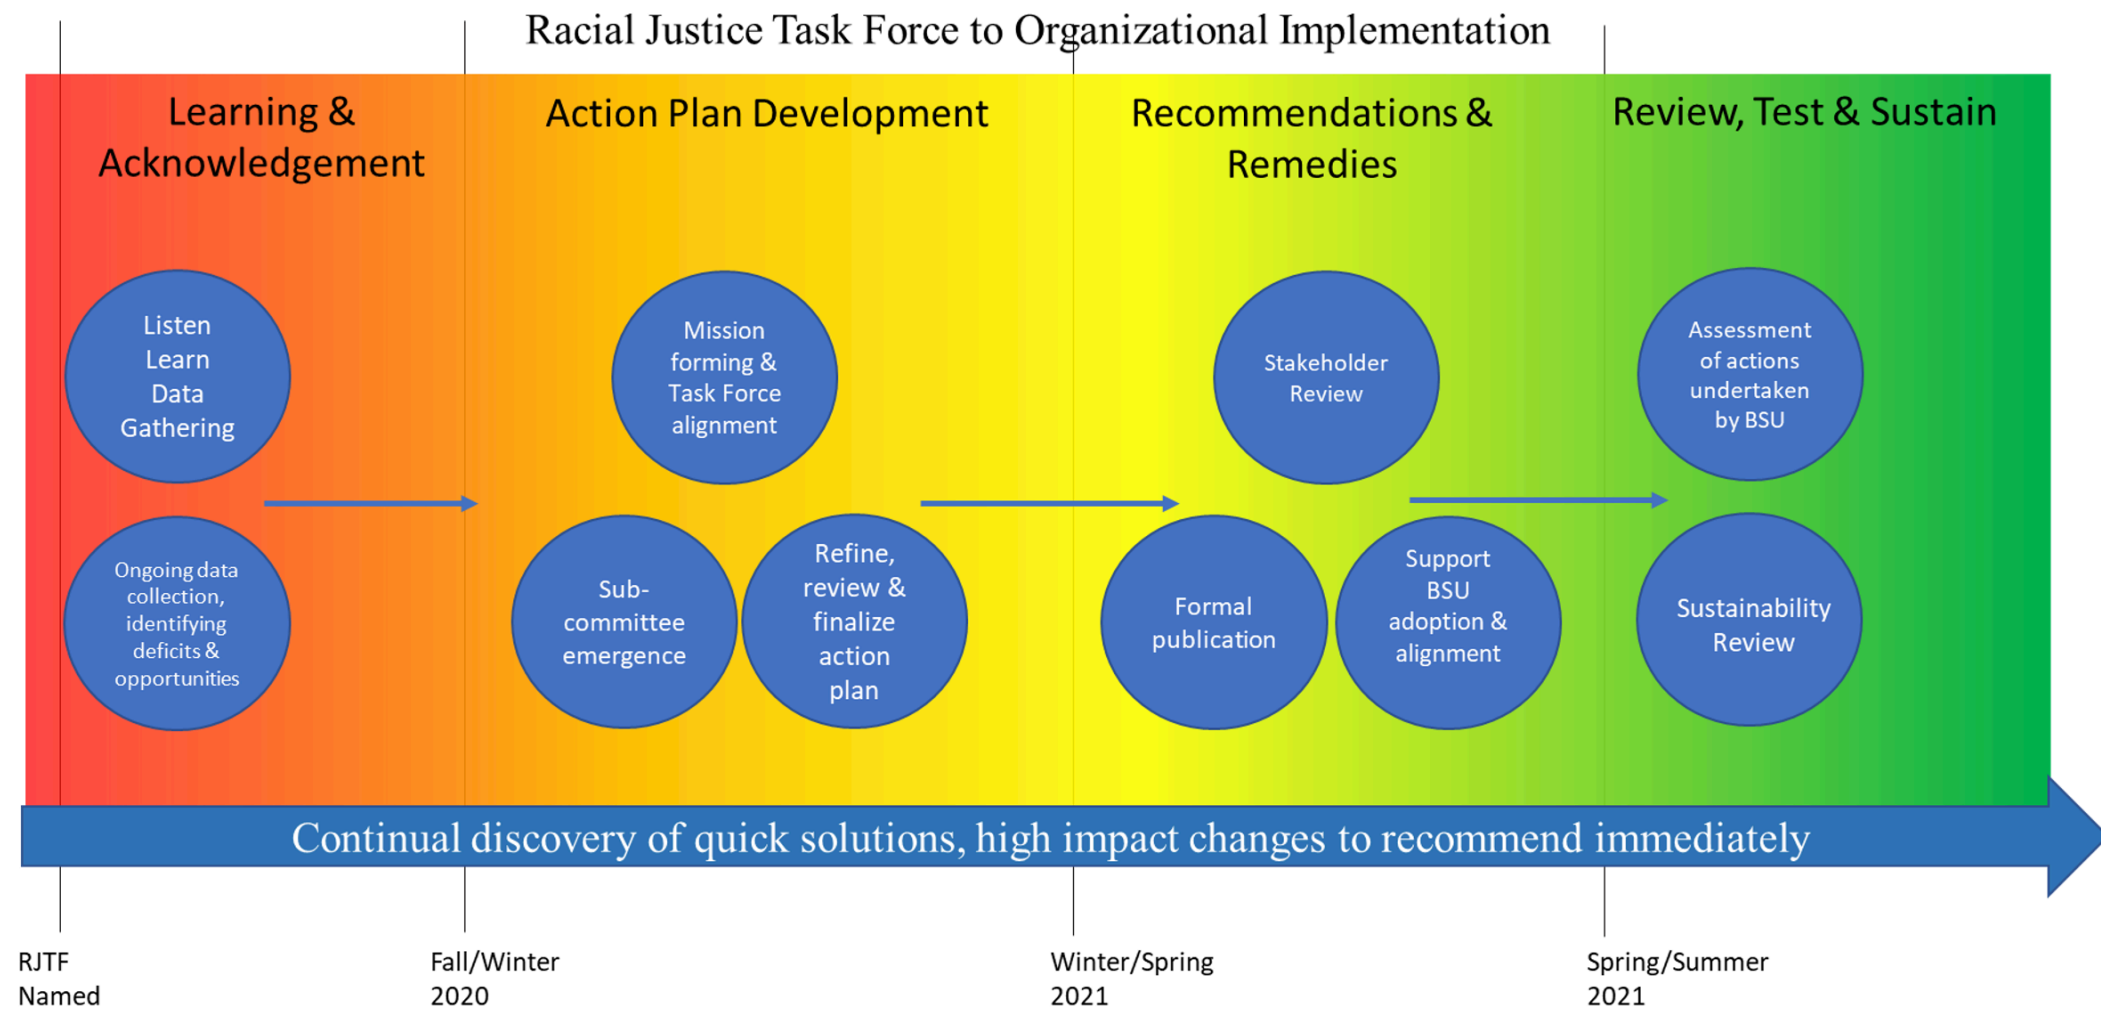 Racial Justice Task Force to Organizational Implementation
Learning &
Acknowledgement
Action Plan Development
Recommendations &
Remedies
Review, Test & Sustain
Listen
Learn
Data
Gathering
Ongoing data
collection,
identifying
deficits &
opportunities
Mission
forming &
Task Force
alignment
Sub-
committee
emergence
Refine,
review &
finalize
action
plan
Stakeholder
Review
Formal
publication
Support
BSU
adoption &
alignment
Assessment
of actions
undertaken
by BSU
Sustainability
Review
Continual discovery of quick solutions, high impact changes to recommend immediately
RJTF
Named
Fall/Winter
2020
Winter/Spring
2021
Spring/Summer
2021